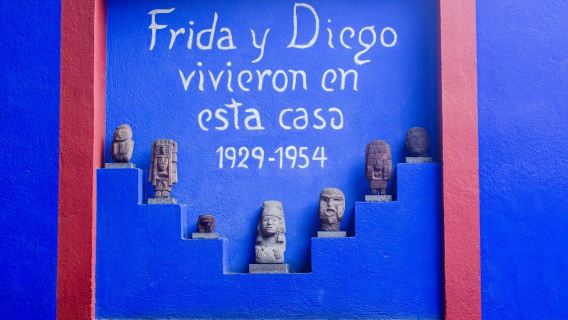 Frida y Diego
vivieron en
esta casa
1929-1954